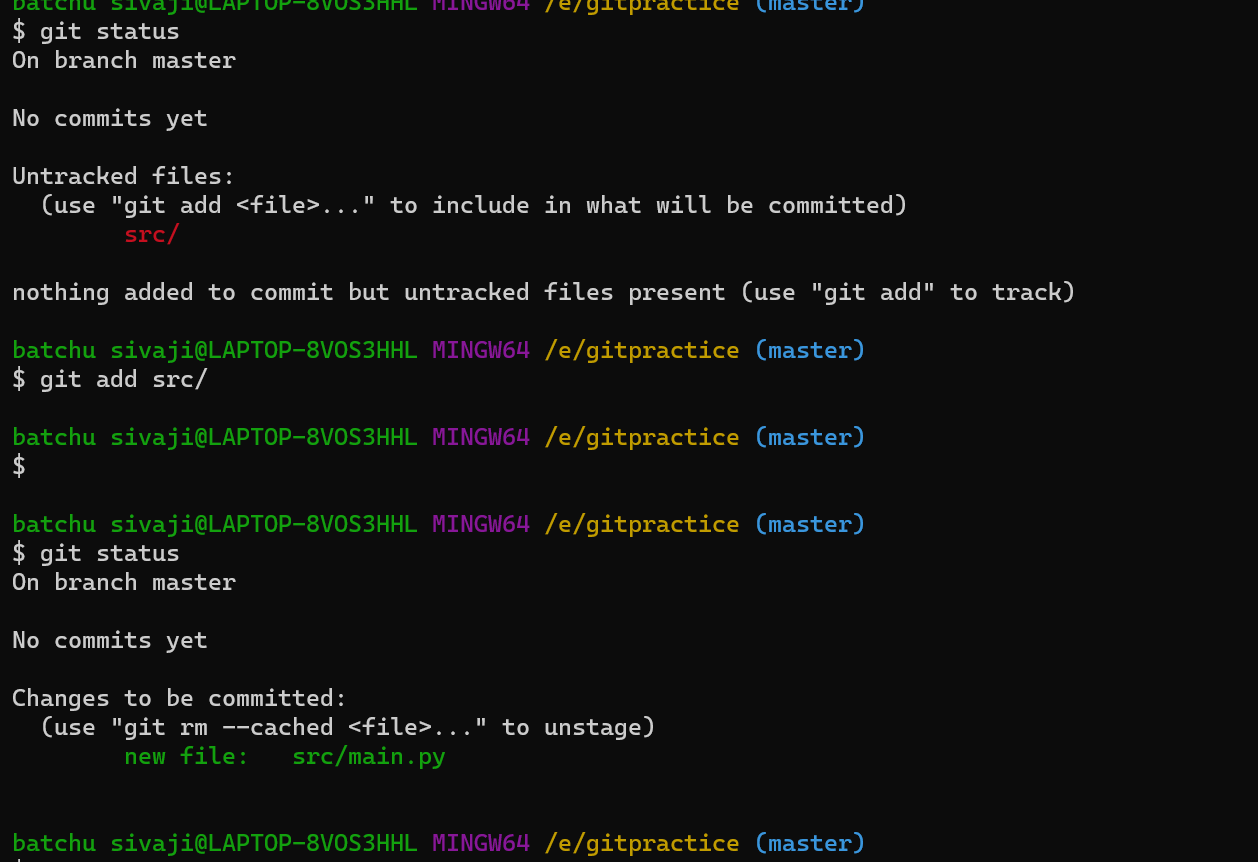 batchu sivaji@LAPTOP-8VOS3HHL MINGW64 /e/gitpractice (master)
$ git status
On branch master
No commits yet
Untracked files:
  (use "git add <file>..." to include in what will be committed)
        src/
nothing added to commit but untracked files present (use "git add" to track)
batchu sivaji@LAPTOP-8VOS3HHL MINGW64 /e/gitpractice (master)
$ git add src/
batchu sivaji@LAPTOP-8VOS3HHL MINGW64 /e/gitpractice (master)
$
batchu sivaji@LAPTOP-8VOS3HHL MINGW64 /e/gitpractice (master)
$ git status
On branch master
No commits yet
Changes to be committed:
  (use "git rm --cached <file>..." to unstage)
        new file:   src/main.py
batchu sivaji@LAPTOP-8VOS3HHL MINGW64 /e/gitpractice (master)